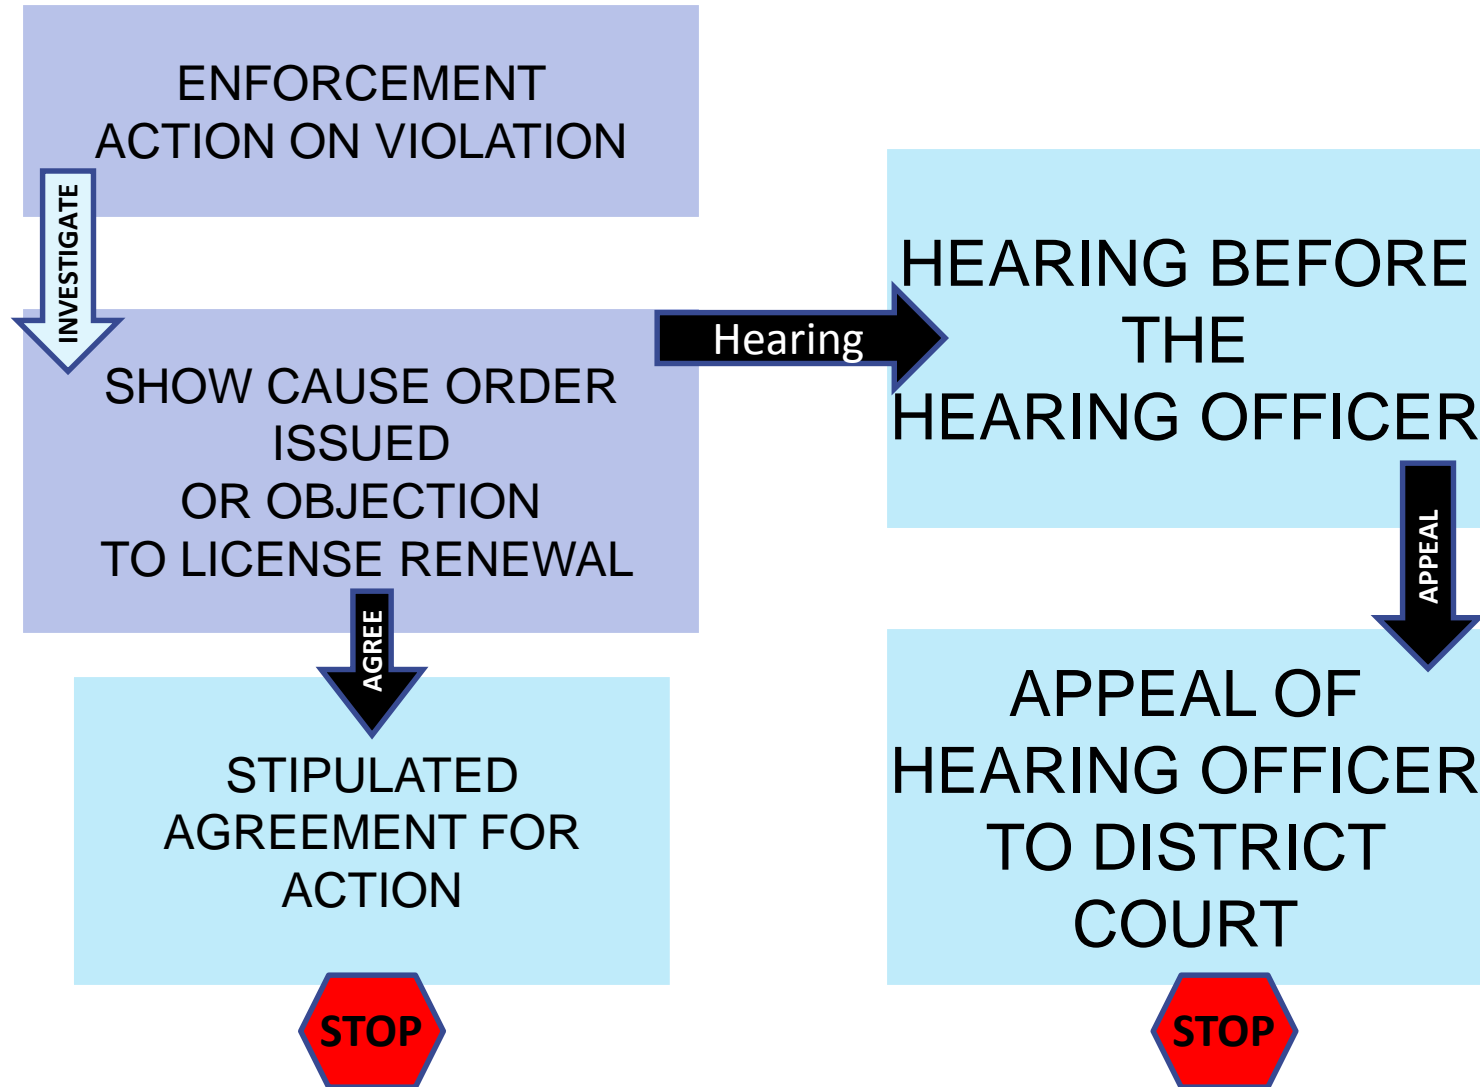 ENFORCEMENT
ACTION ON VIOLATION
INVESTIGATE
SHOW CAUSE ORDER
ISSUED
OR OBJECTION
TO LICENSE RENEWAL
AGREE
STIPULATED
AGREEMENT FOR
ACTION
STOP
Hearing
HEARING BEFORE
THE
HEARING OFFICER
APPEAL
APPEAL OF
HEARING OFFICER
TO DISTRICT
COURT
STOP